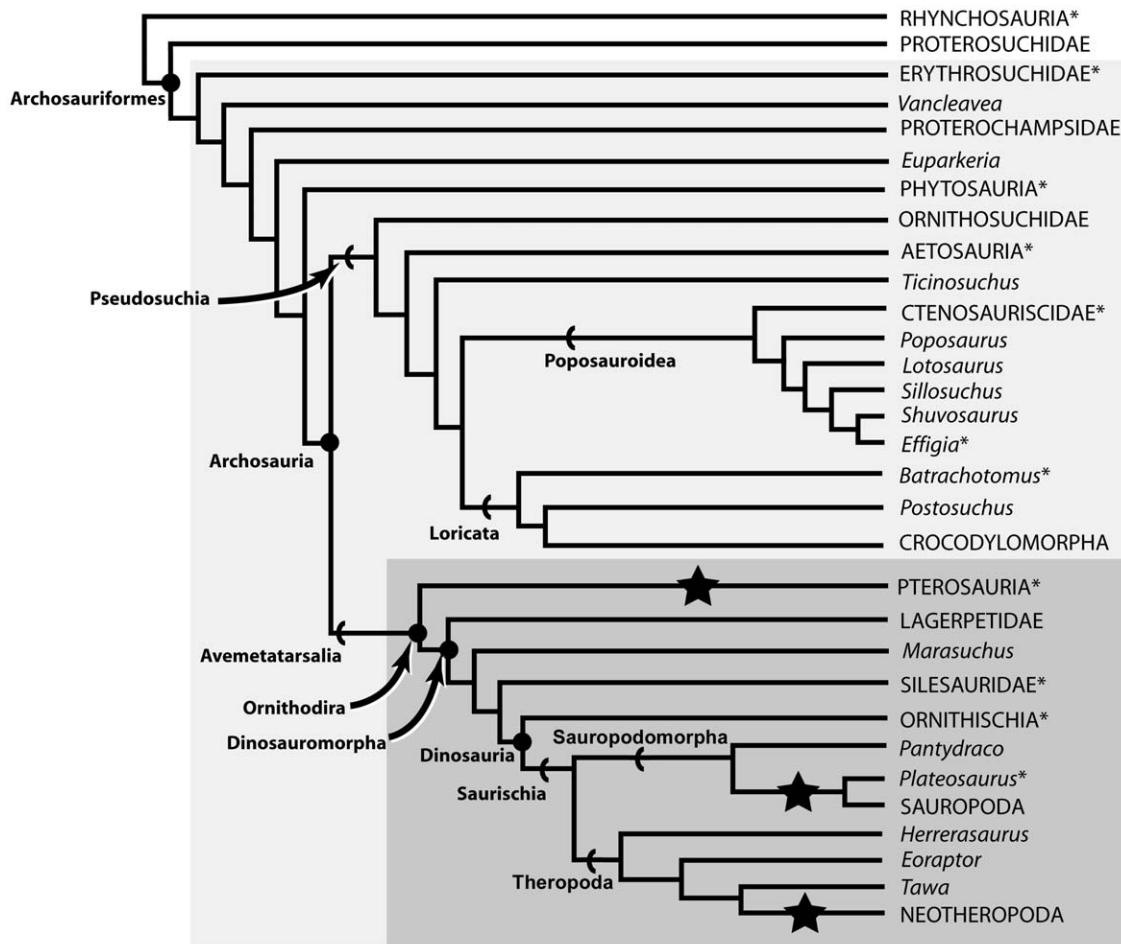 RHYNCHOSAURIA*
PROTEROSUCHIDAE
ERYTHROSUCHIDAE*
Archosauriformes
Vancleavea
PROTEROCHAMPSIDAE
Euparkeria
PHYTOSAURIA*
ORNITHOSUCHIDAE
AETOSAURIA*
Ticinosuchus
Pseudosuchia
CTENOSAURISCIDAE*
Poposaurus
Poposauroidea
Lotosaurus
Sillosuchus
Shuvosaurus
Effigia*
Archosauria
Batrachotomus*
Postosuchus
Loricata
CROCODYLOMORPHA
PTEROSAURIA*
LAGERPETIDAE
Avemetatarsalia
Marasuchus
SILESAURIDAE*
Ornithodira
ORNITHISCHIA*
Dinosauromorpha
Sauropodomorpha
Dinosauria
Pantydraco
Plateosaurus*
Saurischia
SAUROPODA
Herrerasaurus
Eoraptor
Theropoda
Tawa
NEOTHEROPODA